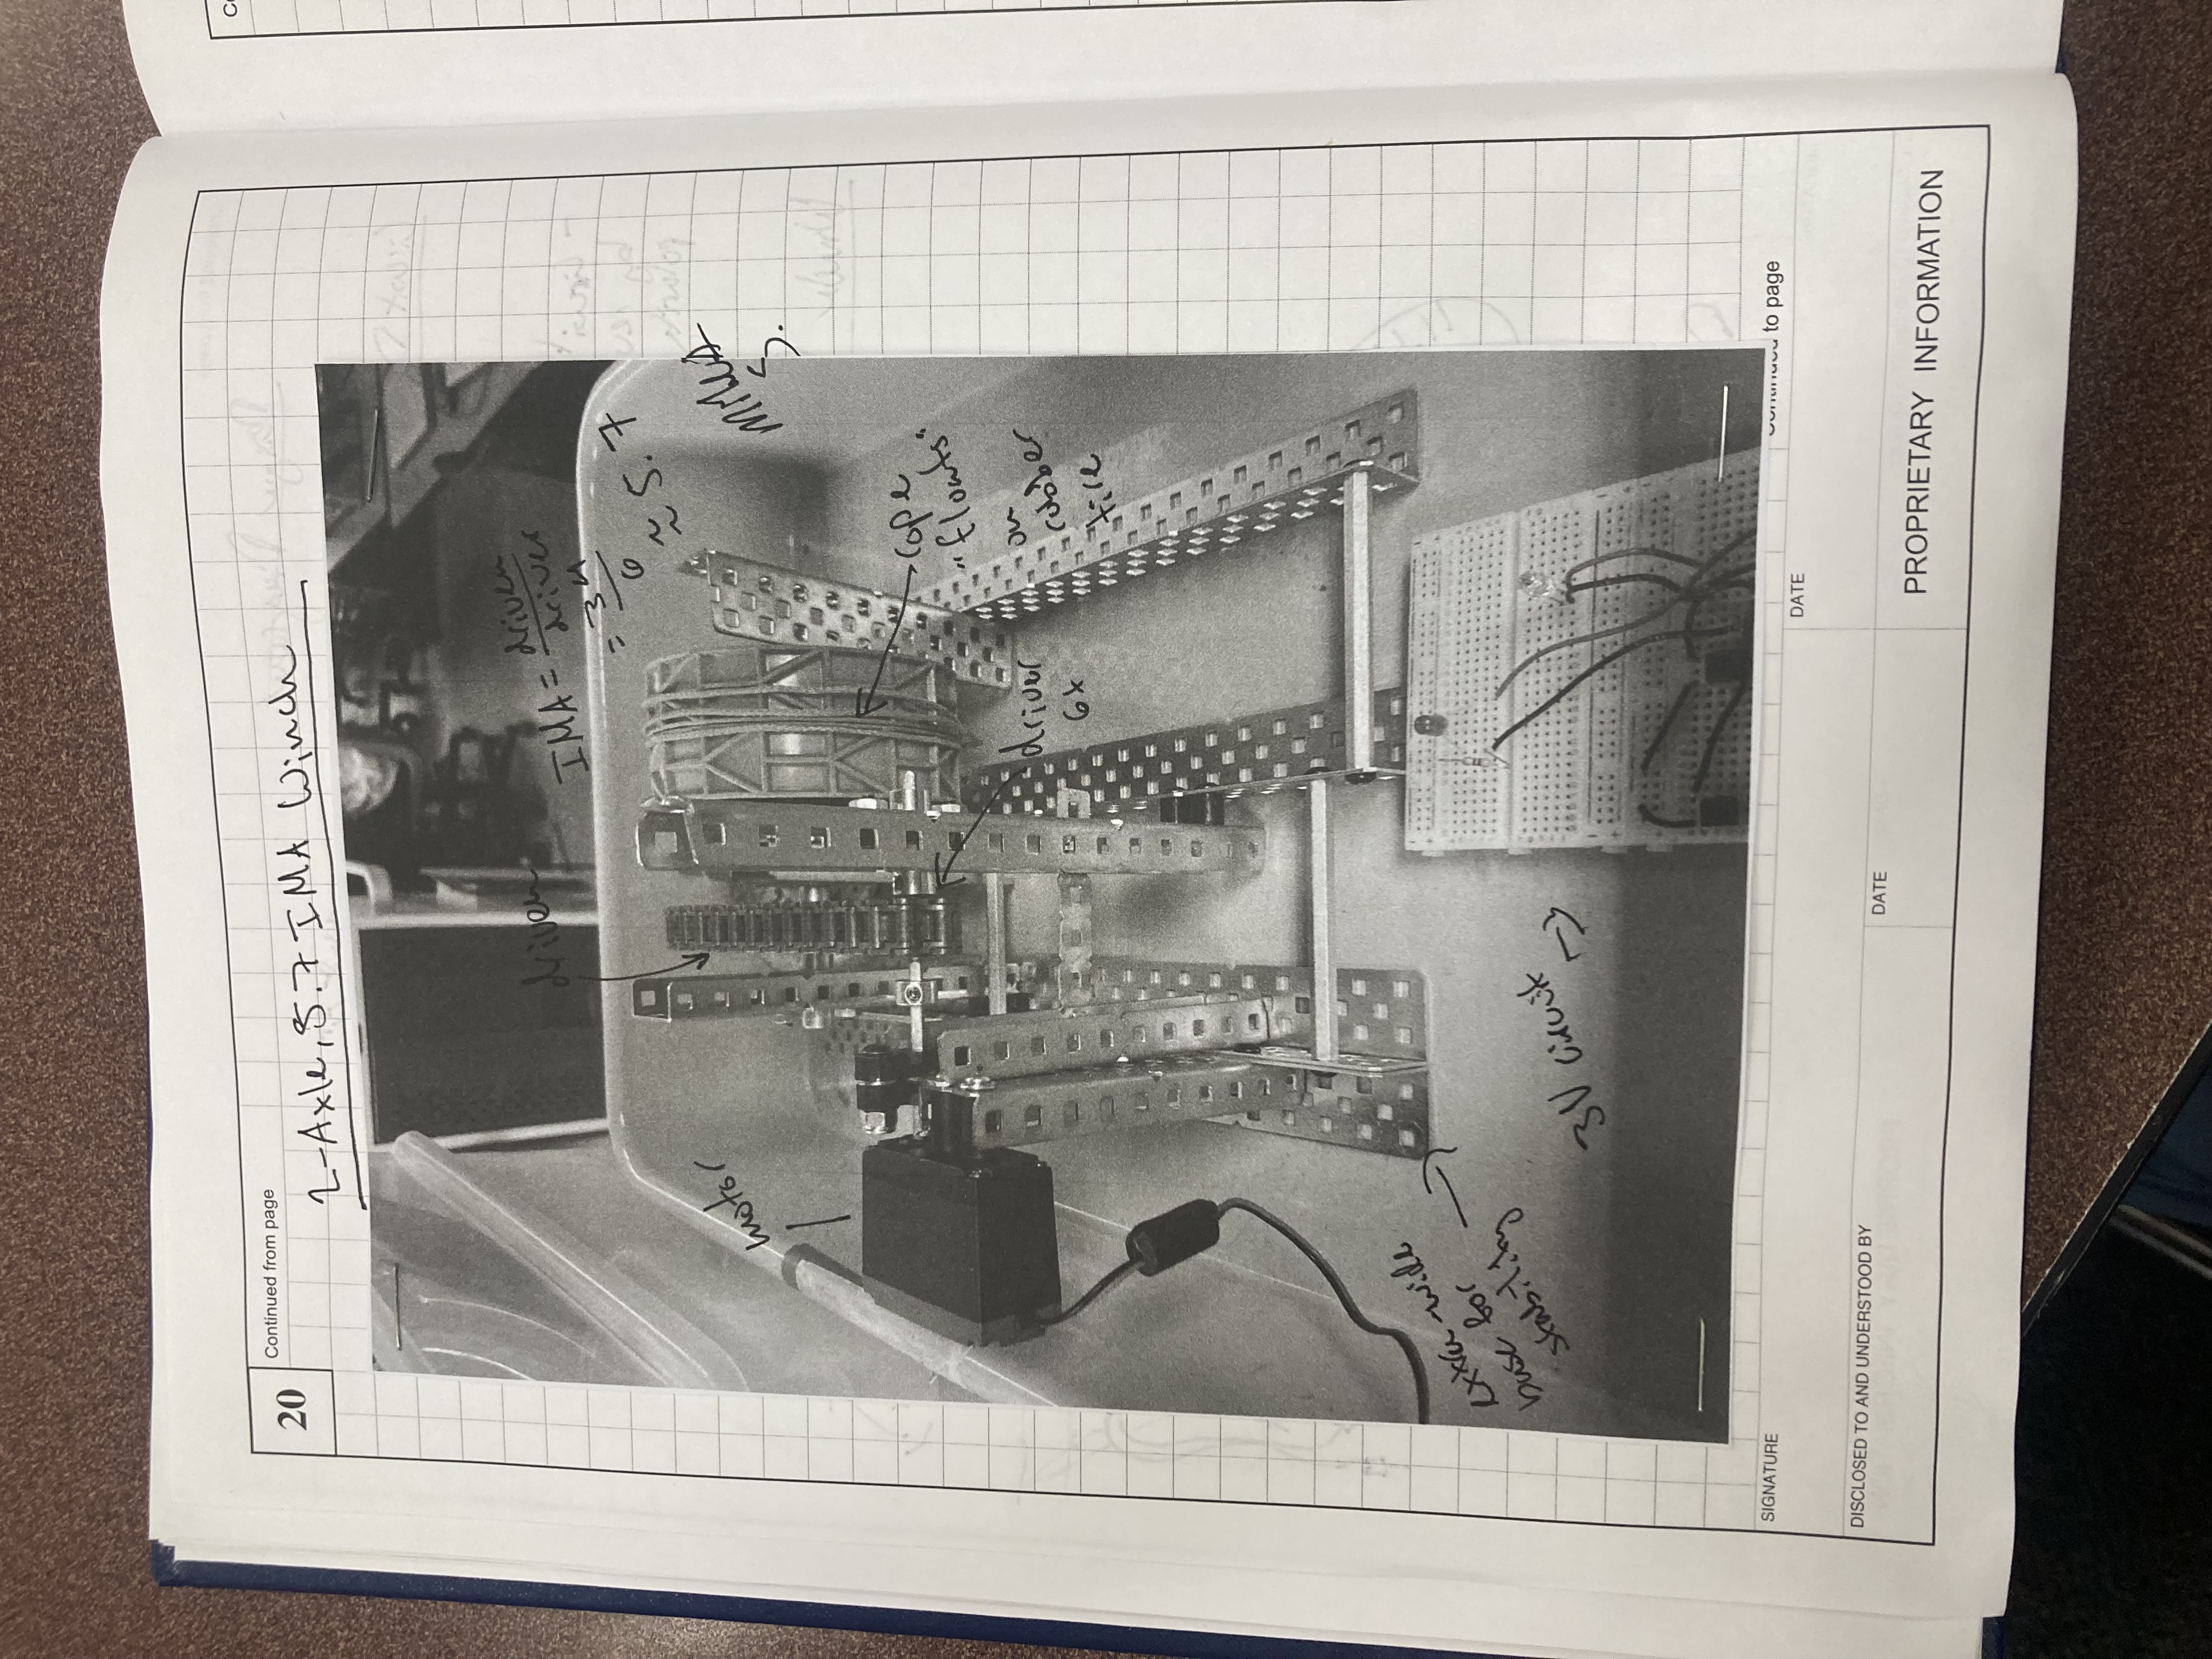 20
Continued from page
2-Axle, 5.7 IMA Winch
driven
IMA = driven
driver
= 34
6
≈ 5.7
motor
S.
rope
"floats"
on
rubber
tire
driver
6x
extra-wide
base for
stability
3V circuit
to page
SIGNATURE
DATE
DISCLOSED TO AND UNDERSTOOD BY
DATE
PROPRIETARY INFORMATION